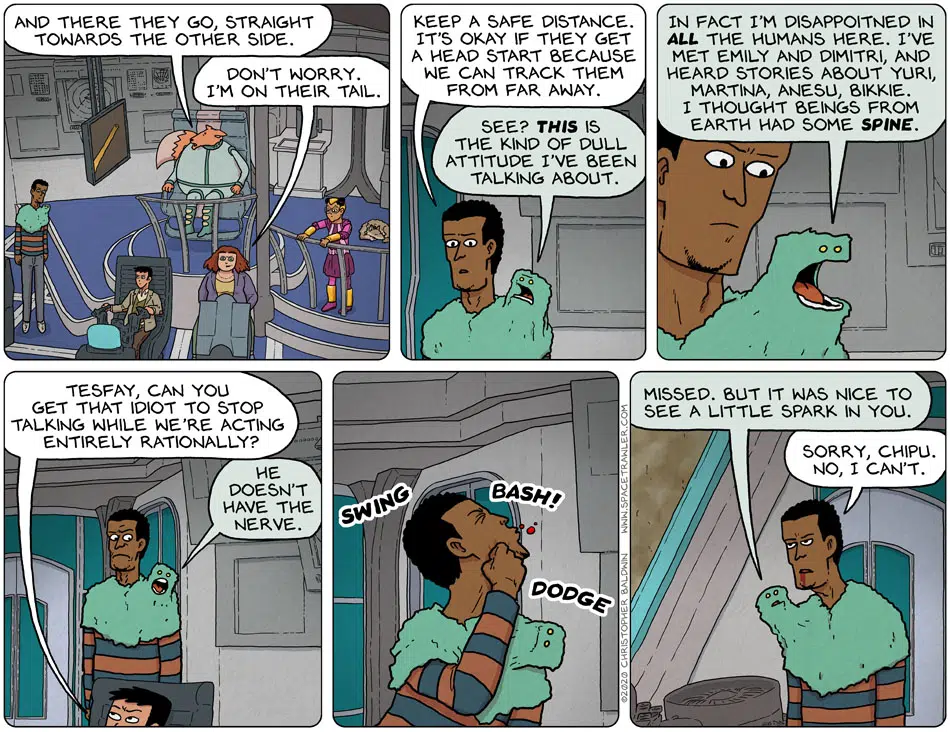 AND THERE THEY GO, STRAIGHT
TOWARDS THE OTHER SIDE.
DON'T WORRY.
I'M ON THEIR TAIL.
KEEP A SAFE DISTANCE.
IT'S OKAY IF THEY GET
A HEAD START BECAUSE
WE CAN TRACK THEM
FROM FAR AWAY.
SEE? THIS IS
THE KIND OF DULL
ATTITUDE I'VE BEEN
TALKING ABOUT.
IN FACT I'M DISAPPOITNED IN
ALL THE HUMANS HERE. I'VE
MET EMILY AND DIMITRI, AND
HEARD STORIES ABOUT YURI,
MARTINA, ANESU, BIKKIE.
I THOUGHT BEINGS FROM
EARTH HAD SOME SPINE.
TESFAY, CAN YOU
GET THAT IDIOT TO STOP
TALKING WHILE WE'RE ACTING
ENTIRELY RATIONALLY?
HE
DOESN'T
HAVE THE
NERVE.
SWING
BASH!
DODGE
©2020 CHRISTOPHER BALDWIN WWW.SPACETRAWLER.COM
MISSED. BUT IT WAS NICE TO
SEE A LITTLE SPARK IN YOU.
SORRY, CHIPU.
NO, I CAN'T.